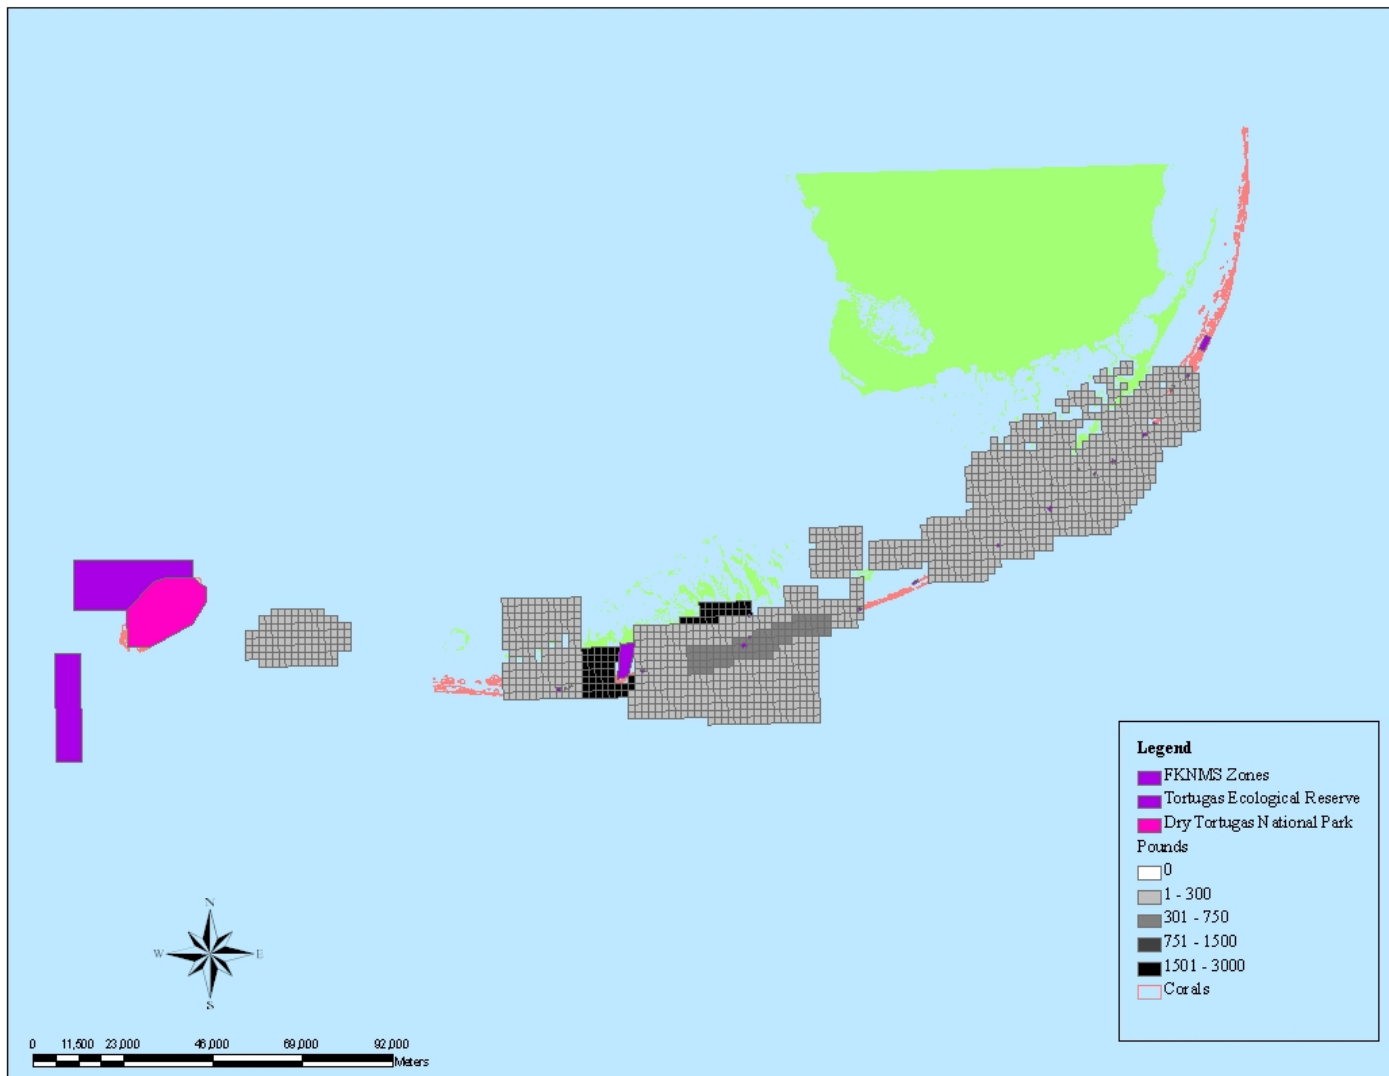 Legend
FKNMS Zones
Tortugas Ecological Reserve
Dry Tortugas National Park
Pounds
0
1 - 300
301 - 750
751 - 1500
1501 - 3000
Corals
N
W E
S
0 11,500 23,000 46,000 69,000 92,000
Meters